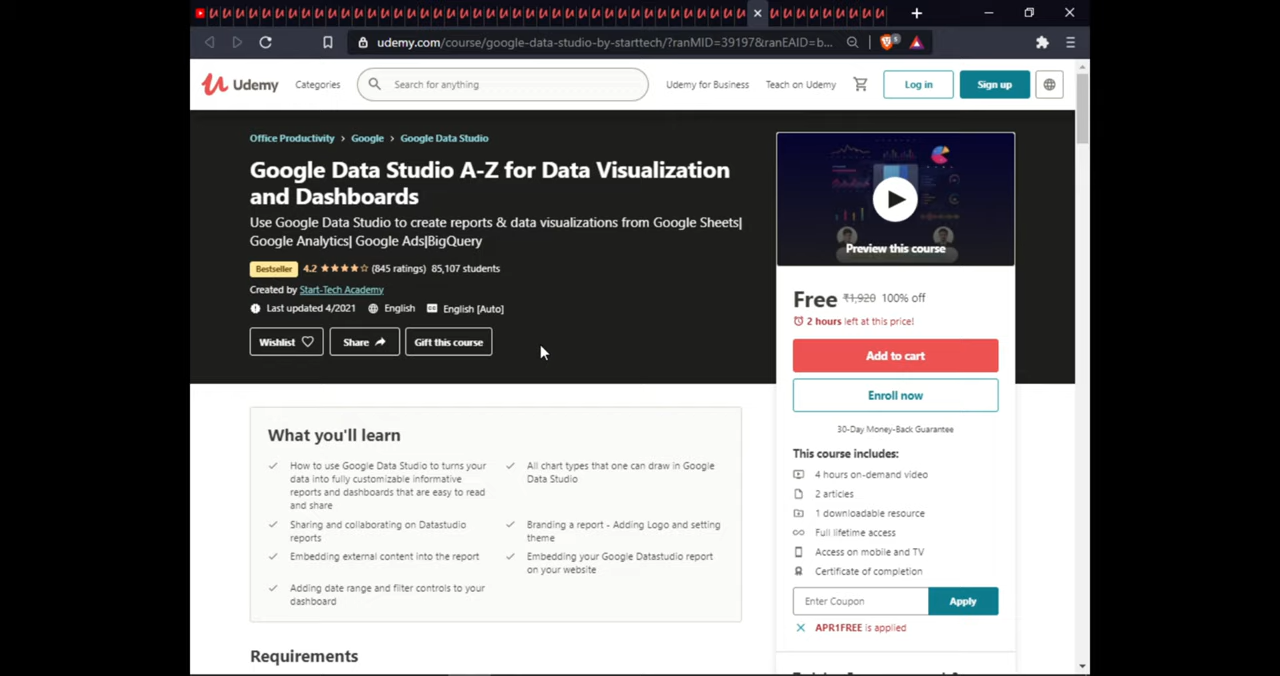 udemy.com/course/google-data-studio-by-starttech/?ranMID=39197&ranEAID=b...
Udemy
Categories
Search for anything
Udemy for Business
Teach on Udemy
Log in
Sign up
Office Productivity > Google > Google Data Studio
Google Data Studio A-Z for Data Visualization
and Dashboards
Use Google Data Studio to create reports & data visualizations from Google Sheets|
Google Analytics| Google Ads|BigQuery
Bestseller 4.2 (845 ratings) 85,107 students
Created by Start-Tech Academy
Last updated 4/2021 English English [Auto]
Wishlist
Share
Gift this course
Preview this course
Free ₹1,920 100% off
2 hours left at this price!
Add to cart
Enroll now
30-Day Money-Back Guarantee
This course includes:
4 hours on-demand video
2 articles
1 downloadable resource
Full lifetime access
Access on mobile and TV
Certificate of completion
Enter Coupon
Apply
APR1FREE is applied
What you'll learn
How to use Google Data Studio to turns your
data into fully customizable informative
reports and dashboards that are easy to read
and share
All chart types that one can draw in Google
Data Studio
Sharing and collaborating on Datastudio
reports
Branding a report - Adding Logo and setting
theme
Embedding external content into the report
Embedding your Google Datastudio report
on your website
Adding date range and filter controls to your
dashboard
Requirements